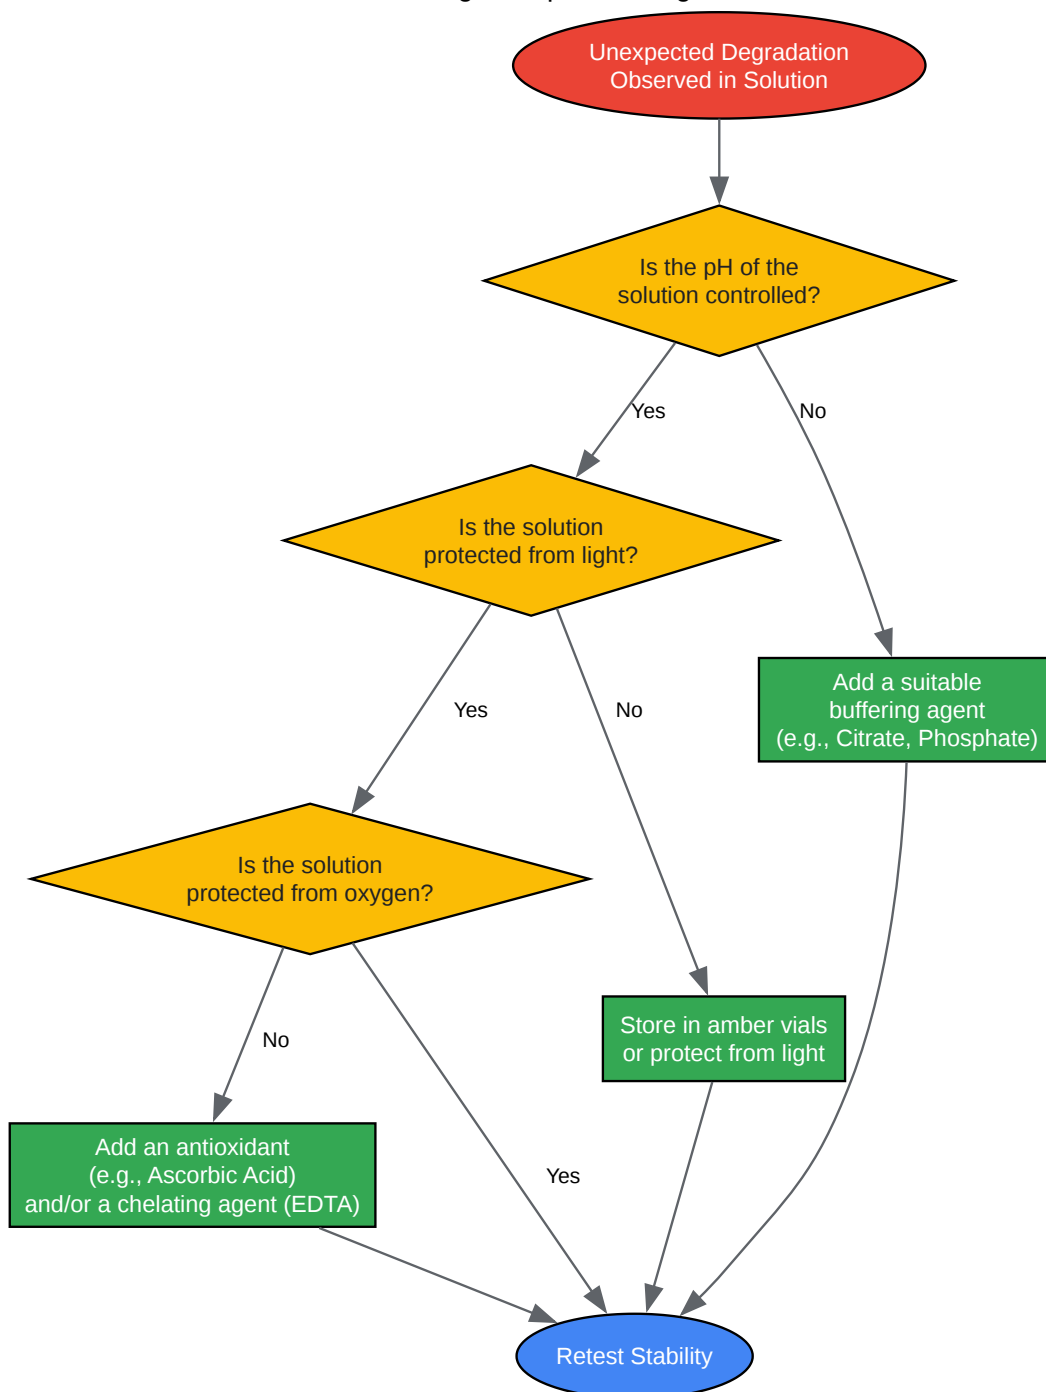 Unexpected Degradation
Observed in Solution
Is the pH of the
solution controlled?
Yes
No
Is the solution
protected from light?
Yes
No
Add a suitable
buffering agent
(e.g., Citrate, Phosphate)
Is the solution
protected from oxygen?
No
Yes
Store in amber vials
or protect from light
Add an antioxidant
(e.g., Ascorbic Acid)
and/or a chelating agent (EDTA)
Retest Stability